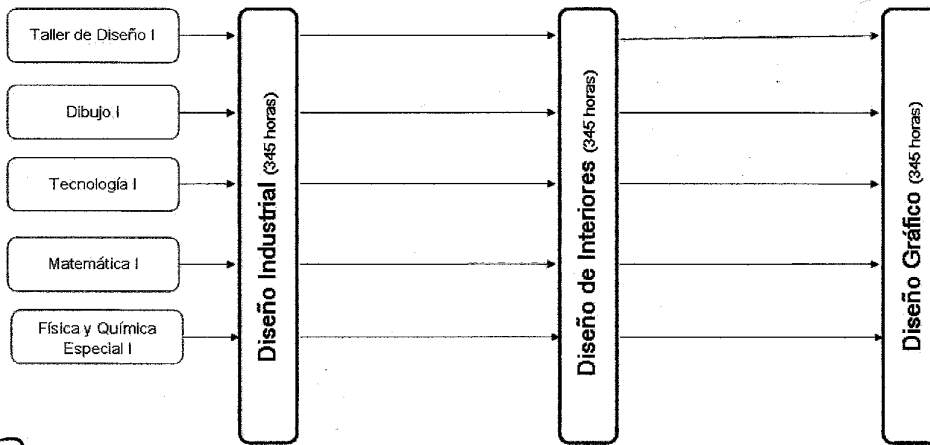 Taller de Diseño I
Dibujo I
Tecnología I
Matemática I
Física y Química
Especial I
Diseño Industrial (345 horas)
Diseño de Interiores (345 horas)
Diseño Gráfico (345 horas)